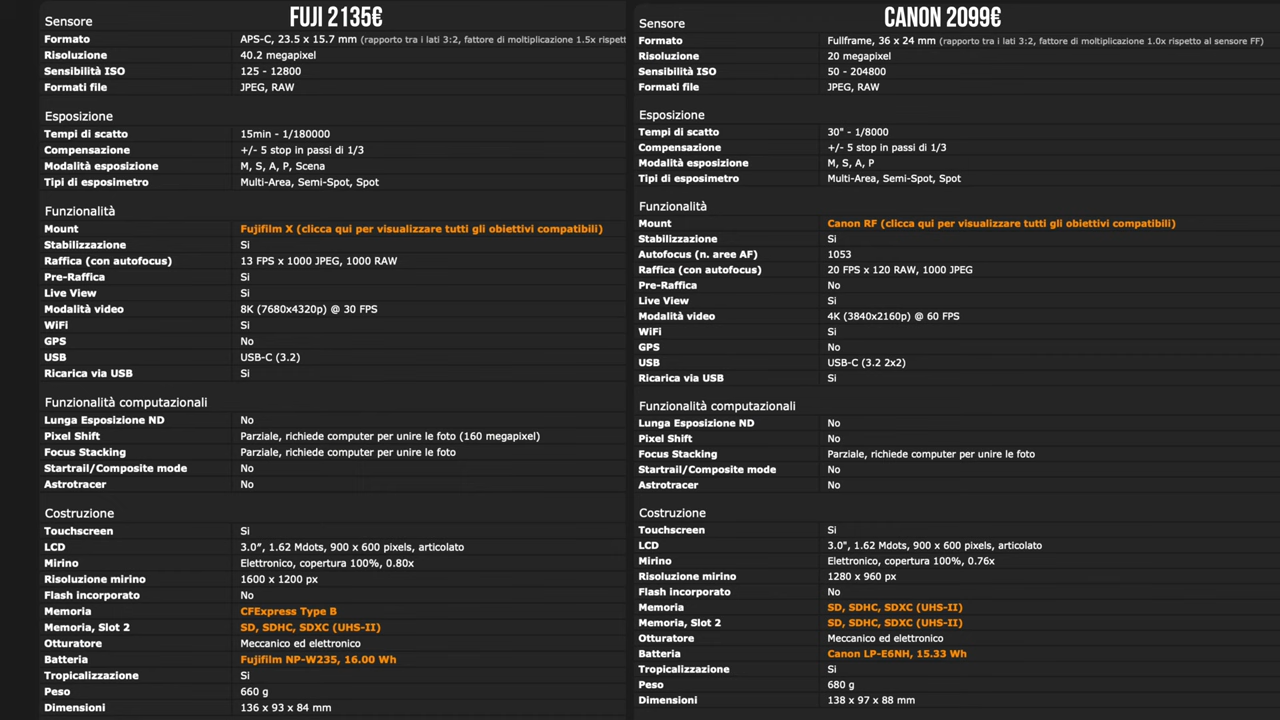 FUJI 2135€
Sensore
Formato APS-C, 23.5 x 15.7 mm (rapporto tra i lati 3:2, fattore di moltiplicazione 1.5x rispett
Risoluzione 40.2 megapixel
Sensibilità ISO 125 - 12800
Formati file JPEG, RAW
Esposizione
Tempi di scatto 15min - 1/180000
Compensazione +/- 5 stop in passi di 1/3
Modalità esposizione M, S, A, P, Scena
Tipi di esposimetro Multi-Area, Semi-Spot, Spot
Funzionalità
Mount Fujifilm X (clicca qui per visualizzare tutti gli obiettivi compatibili)
Stabilizzazione Si
Raffica (con autofocus) 13 FPS x 1000 JPEG, 1000 RAW
Pre-Raffica Si
Live View Si
Modalità video 8K (7680x4320p) @ 30 FPS
WiFi Si
GPS No
USB USB-C (3.2)
Ricarica via USB Si
Funzionalità computazionali
Lunga Esposizione ND No
Pixel Shift Parziale, richiede computer per unire le foto (160 megapixel)
Focus Stacking Parziale, richiede computer per unire le foto
Startrail/Composite mode No
Astrotracer No
Costruzione
Touchscreen Si
LCD 3.0”, 1.62 Mdots, 900 x 600 pixels, articolato
Mirino Elettronico, copertura 100%, 0.80x
Risoluzione mirino 1600 x 1200 px
Flash incorporato No
Memoria CFExpress Type B
Memoria, Slot 2 SD, SDHC, SDXC (UHS-II)
Otturatore Meccanico ed elettronico
Batteria Fujifilm NP-W235, 16.00 Wh
Tropicalizzazione Si
Peso 660 g
Dimensioni 136 x 93 x 84 mm
CANON 2099€
Sensore
Formato Fullframe, 36 x 24 mm (rapporto tra i lati 3:2, fattore di moltiplicazione 1.0x rispetto al sensore FF)
Risoluzione 20 megapixel
Sensibilità ISO 50 - 204800
Formati file JPEG, RAW
Esposizione
Tempi di scatto 30" - 1/8000
Compensazione +/- 5 stop in passi di 1/3
Modalità esposizione M, S, A, P
Tipi di esposimetro Multi-Area, Semi-Spot, Spot
Funzionalità
Mount Canon RF (clicca qui per visualizzare tutti gli obiettivi compatibili)
Stabilizzazione Si
Autofocus (n. aree AF) 1053
Raffica (con autofocus) 20 FPS x 120 RAW, 1000 JPEG
Pre-Raffica No
Live View Si
Modalità video 4K (3840x2160p) @ 60 FPS
WiFi Si
GPS No
USB USB-C (3.2 2x2)
Ricarica via USB Si
Funzionalità computazionali
Lunga Esposizione ND No
Pixel Shift No
Focus Stacking Parziale, richiede computer per unire le foto
Startrail/Composite mode No
Astrotracer No
Costruzione
Touchscreen Si
LCD 3.0", 1.62 Mdots, 900 x 600 pixels, articolato
Mirino Elettronico, copertura 100%, 0.76x
Risoluzione mirino 1280 x 960 px
Flash incorporato No
Memoria SD, SDHC, SDXC (UHS-II)
Memoria, Slot 2 SD, SDHC, SDXC (UHS-II)
Otturatore Meccanico ed elettronico
Batteria Canon LP-E6NH, 15.33 Wh
Tropicalizzazione Si
Peso 680 g
Dimensioni 138 x 97 x 88 mm